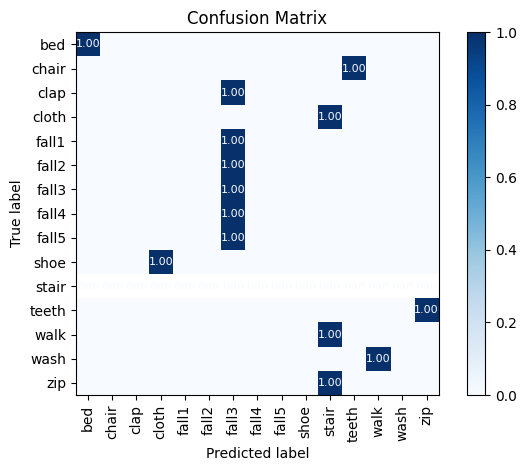 Confusion Matrix
True label
bed 1.00
chair 1.00
clap 1.00
cloth 1.00
fall1 1.00
fall2 1.00
fall3 1.00
fall4 1.00
fall5 1.00
shoe 1.00
stair
teeth 1.00
walk 1.00
wash 1.00
zip 1.00
bed chair clap cloth fall1 fall2 fall3 fall4 fall5 shoe stair teeth walk wash zip
Predicted label
1.0
0.8
0.6
0.4
0.2
0.0